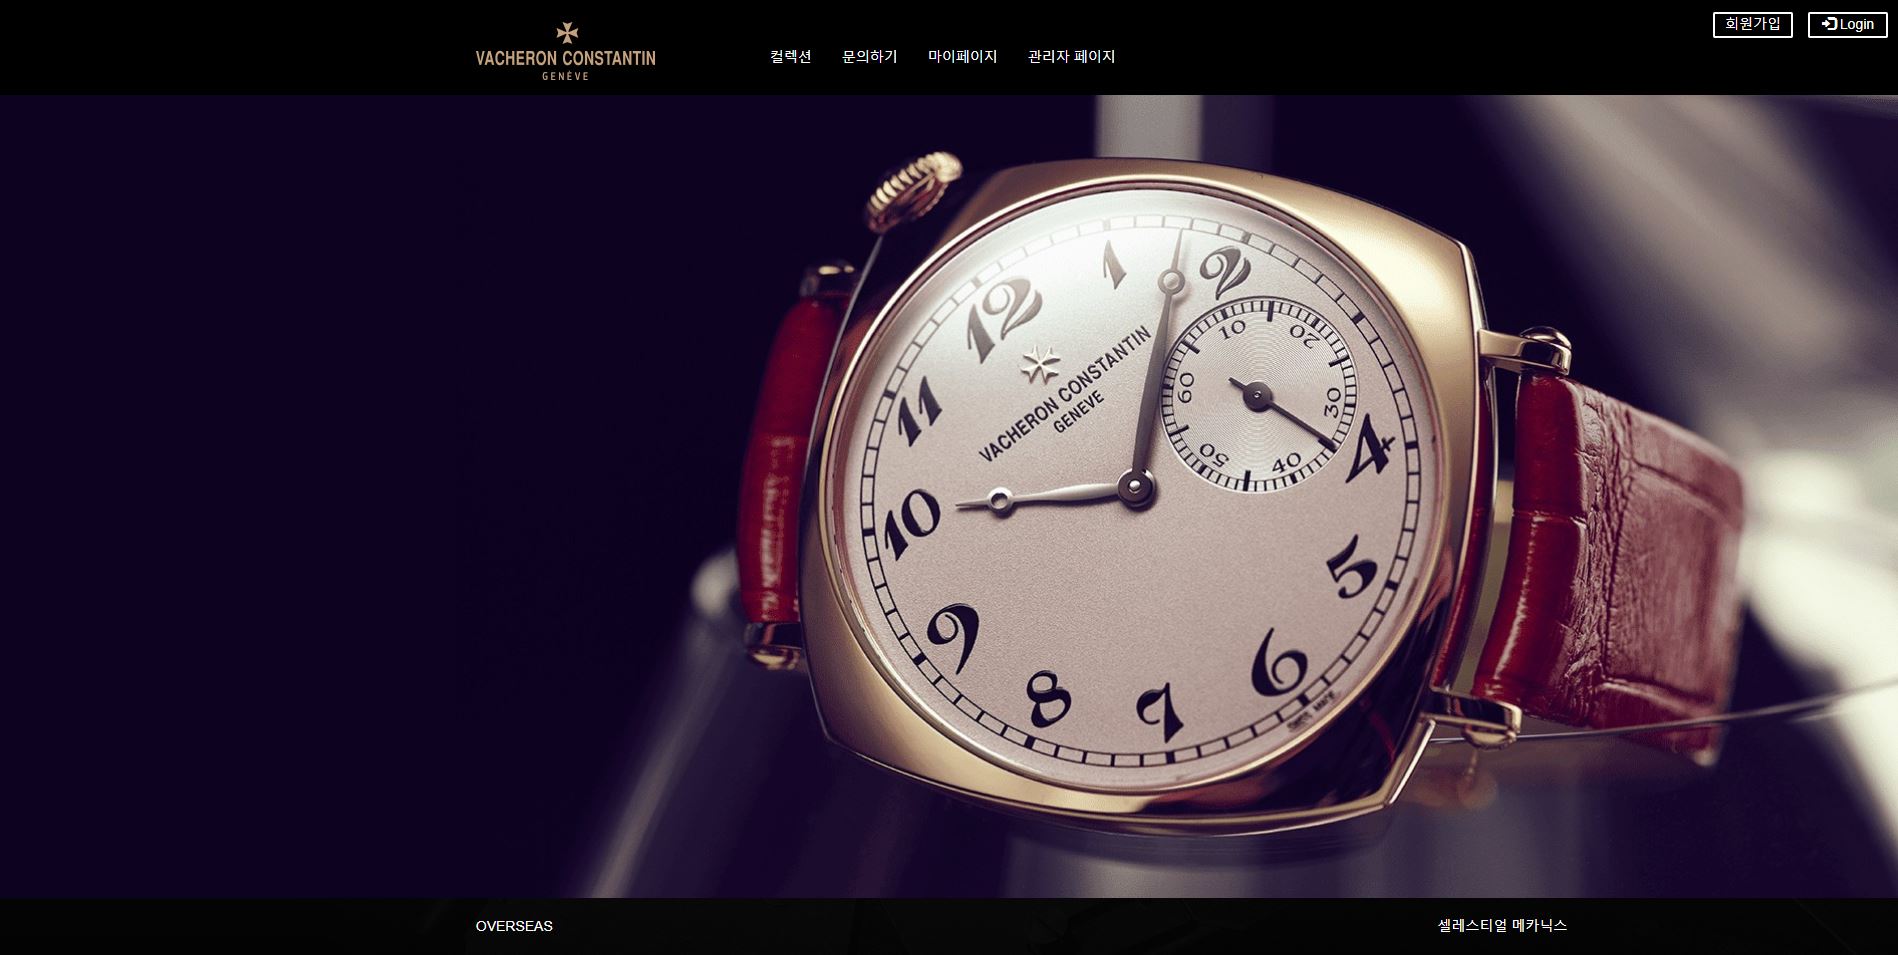 회원가입
Login
VACHERON CONSTANTIN
GENÈVE
컬렉션 문의하기 마이페이지 관리자 페이지
12 1 2
11 10 9 8 7 6 5 4
VACHERON CONSTANTIN
GENEVE
10 20 30 40 50 60
SWISS MADE
OVERSEAS
셀레스티얼 메카닉스